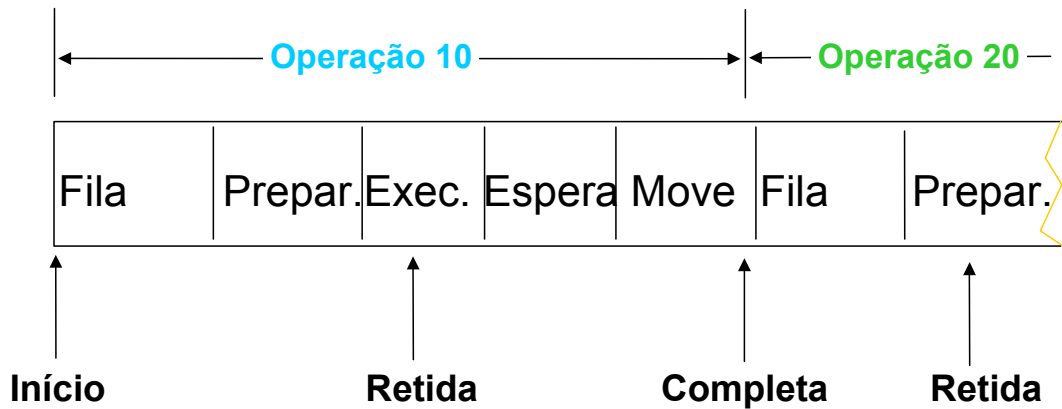 Operação 10 Operação 20
Fila Prepar. Exec. Espera Move Fila Prepar.
Início Retida Completa Retida